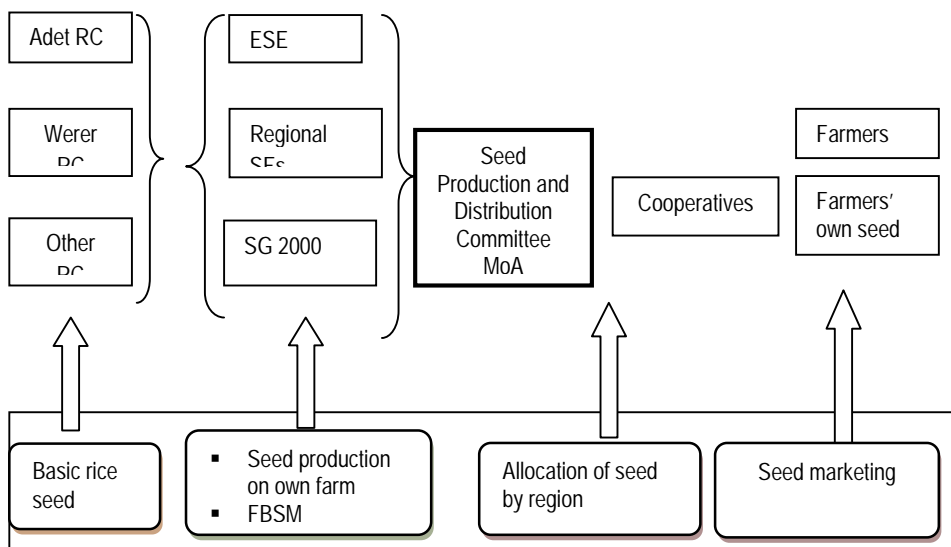 Adet RC
Werer
Other
ESE
Regional
SG 2000
Seed
Production and
Distribution
Committee
MoA
Cooperatives
Farmers
Farmers'
own seed
Basic rice
seed
▪ Seed production
on own farm
▪ FBSM
Allocation of seed
by region
Seed marketing